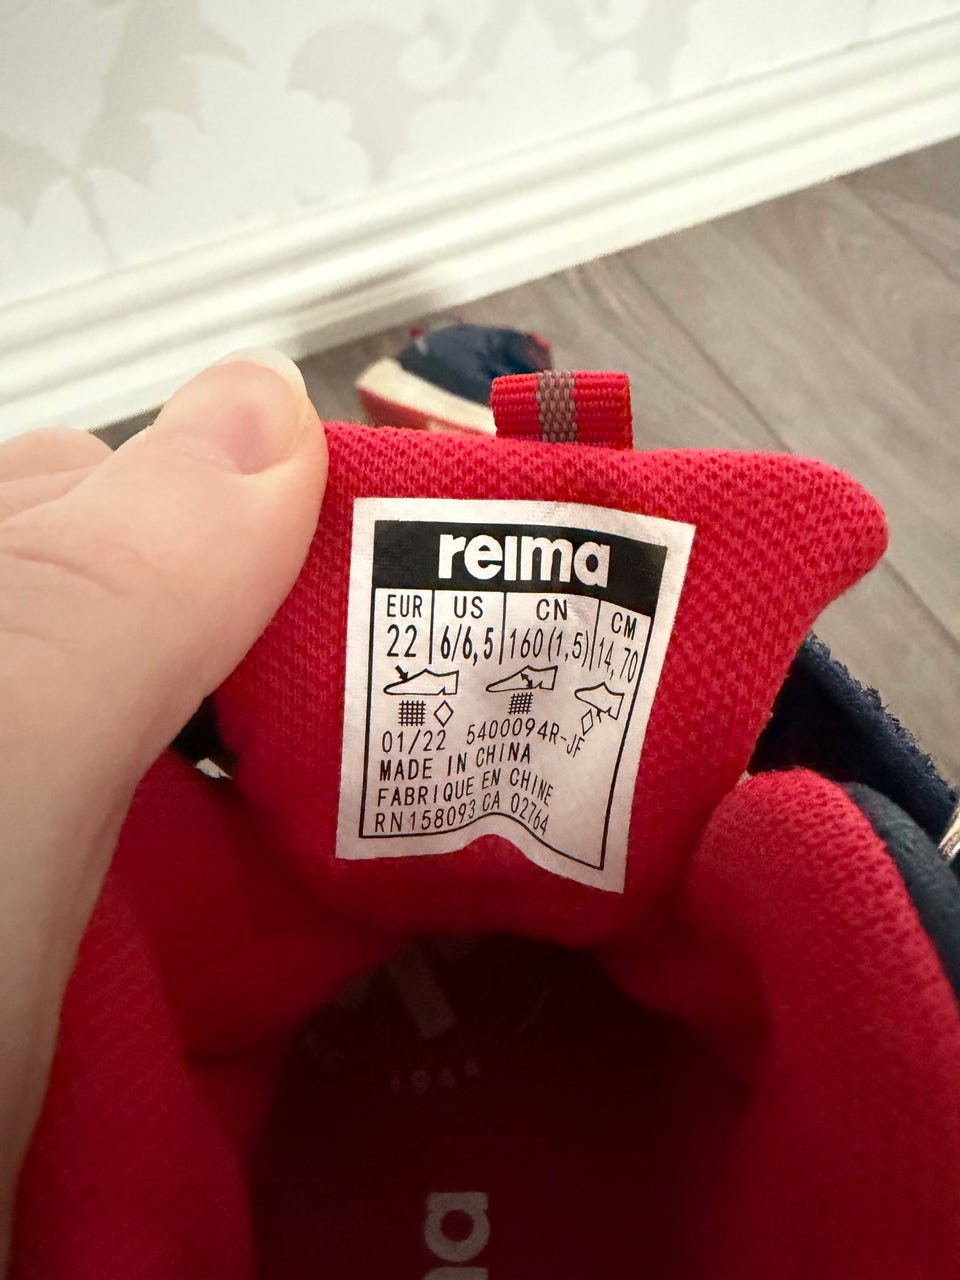 reima
EUR US CN CM
22 6/6,5 160(1,5) 14,70
01/22 5400094R-JF
MADE IN CHINA
FABRIQUE EN CHINE
RN158093 CA 02764
1944